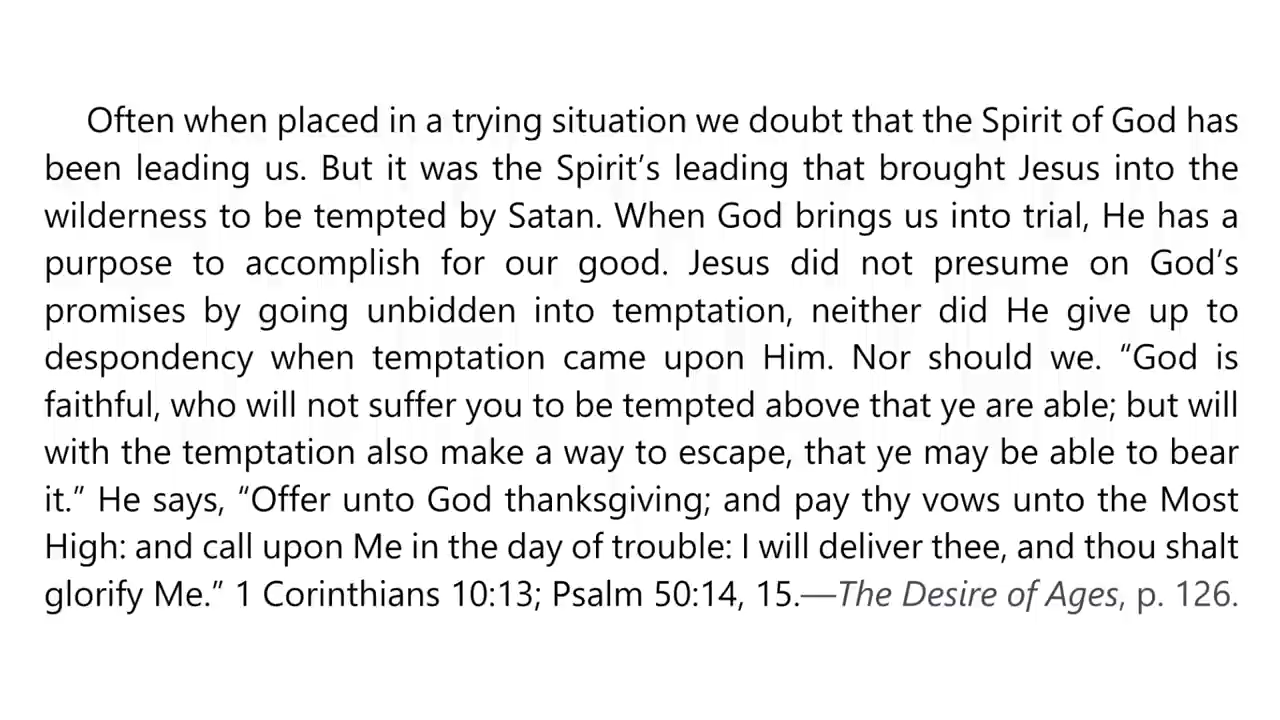 Often when placed in a trying situation we doubt that the Spirit of God has
been leading us. But it was the Spirit’s leading that brought Jesus into the
wilderness to be tempted by Satan. When God brings us into trial, He has a
purpose to accomplish for our good. Jesus did not presume on God’s
promises by going unbidden into temptation, neither did He give up to
despondency when temptation came upon Him. Nor should we. “God is
faithful, who will not suffer you to be tempted above that ye are able; but will
with the temptation also make a way to escape, that ye may be able to bear
it.” He says, “Offer unto God thanksgiving; and pay thy vows unto the Most
High: and call upon Me in the day of trouble: I will deliver thee, and thou shalt
glorify Me.” 1 Corinthians 10:13; Psalm 50:14, 15.—The Desire of Ages, p. 126.